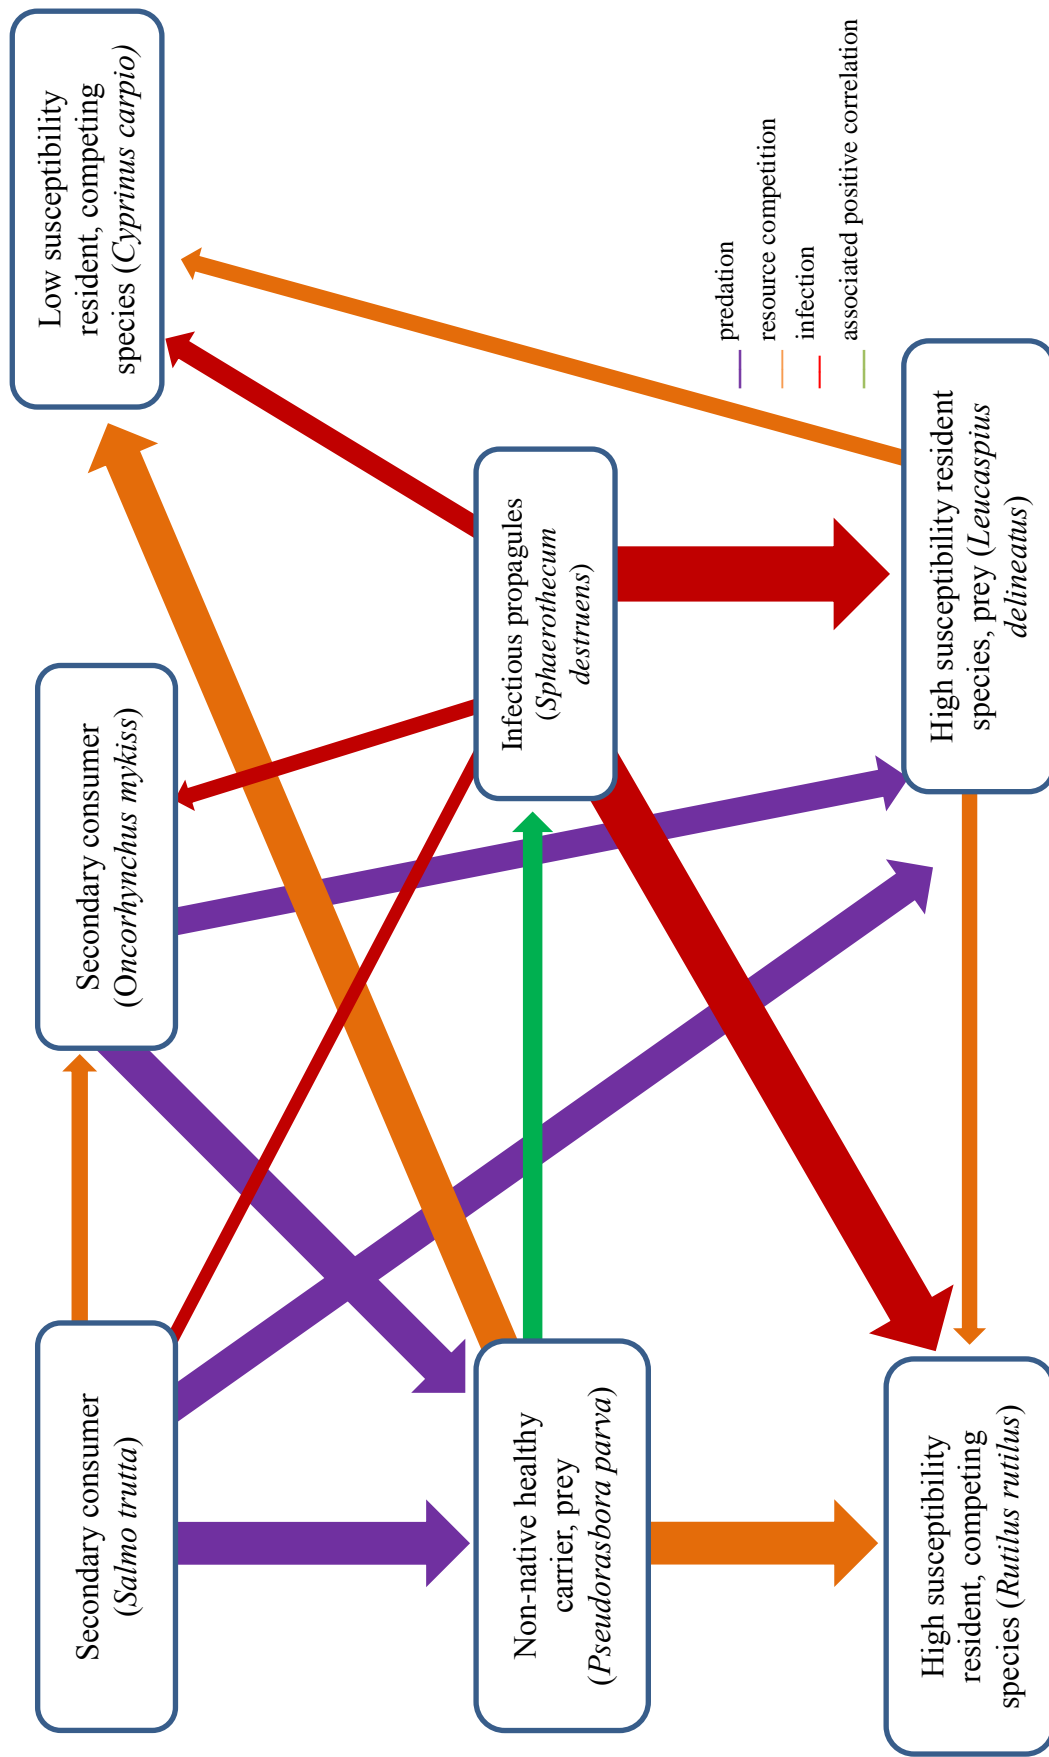 Secondary consumer
(Salmo trutta)
Secondary consumer
(Oncorhynchus mykiss)
Low susceptibility
resident, competing
species (Cyprinus carpio)
Non-native healthy
carrier, prey
(Pseudorasbora parva)
Infectious propagules
(Sphaerothecum
destruens)
predation
resource competition
infection
associated positive correlation
High susceptibility
resident, competing
species (Rutilus rutilus)
High susceptibility resident
species, prey (Leucaspius
delineatus)